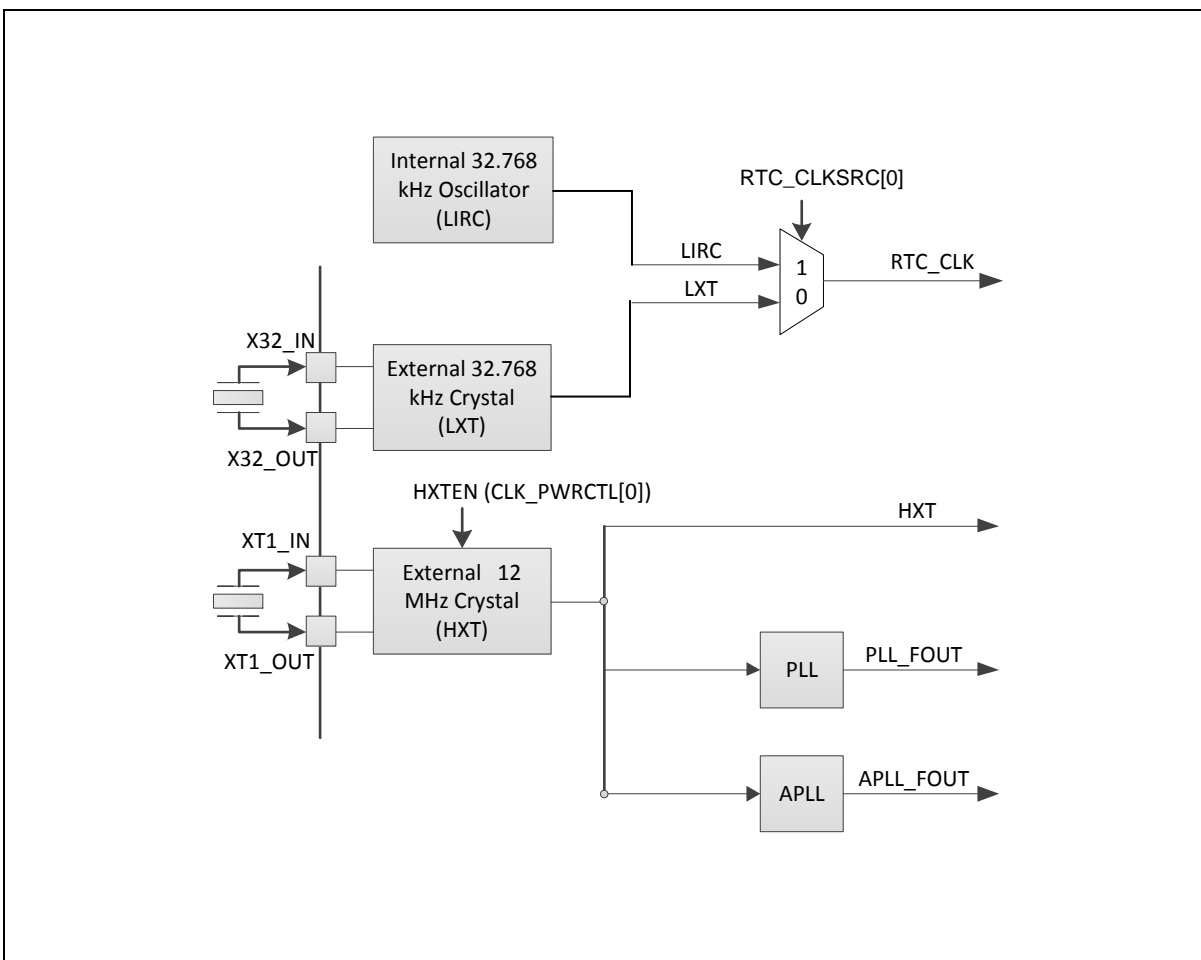 Internal 32.768
kHz Oscillator
(LIRC)
RTC_CLKSRC[0]
LIRC
1
RTC_CLK
LXT
0
X32_IN
External 32.768
kHz Crystal
(LXT)
X32_OUT
HXTEN (CLK_PWRCTL[0])
HXT
XT1_IN
External 12
MHz Crystal
(HXT)
XT1_OUT
PLL
PLL_FOUT
APLL
APLL_FOUT